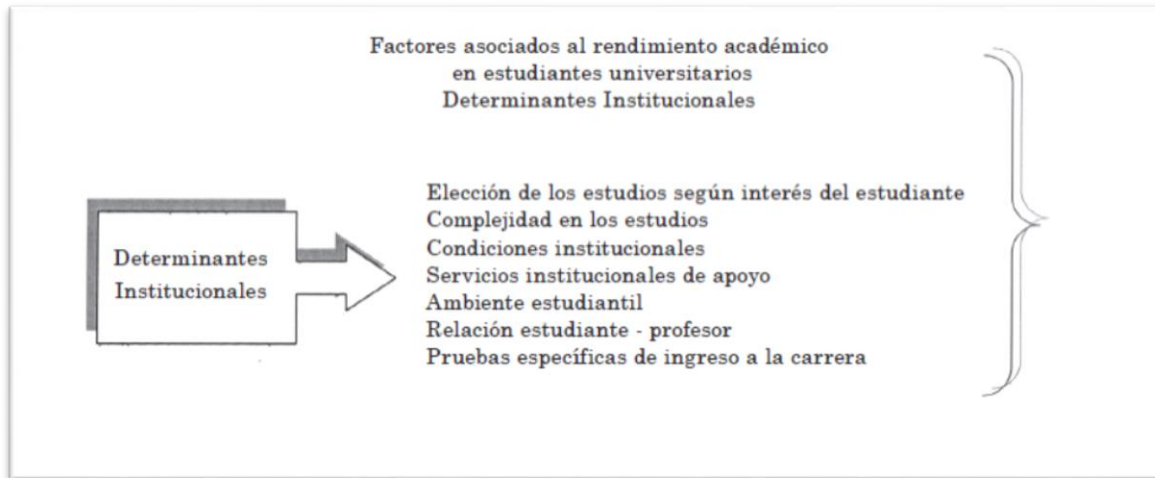 Factores asociados al rendimiento académico
en estudiantes universitarios
Determinantes Institucionales
Determinantes
Institucionales
Elección de los estudios según interés del estudiante
Complejidad en los estudios
Condiciones institucionales
Servicios institucionales de apoyo
Ambiente estudiantil
Relación estudiante - profesor
Pruebas específicas de ingreso a la carrera